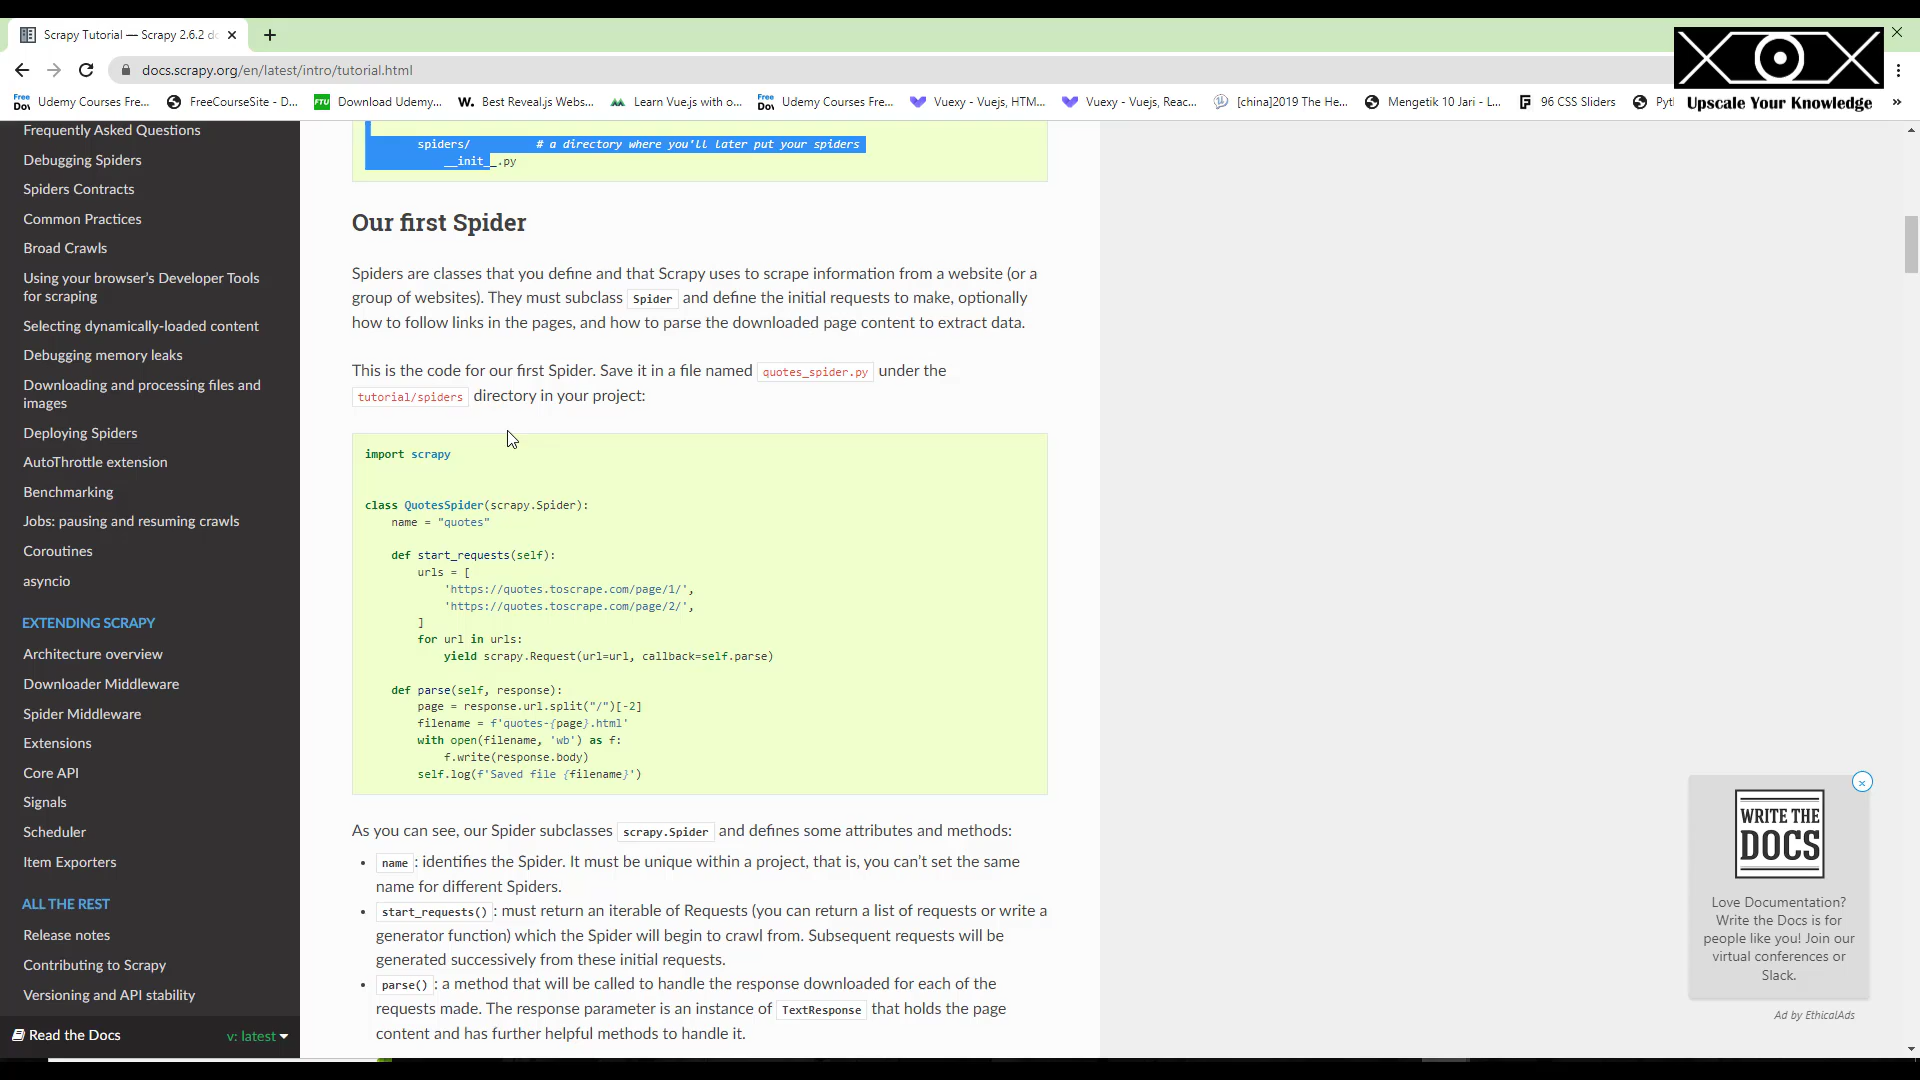 Scrapy Tutorial — Scrapy 2.6.2 do
docs.scrapy.org/en/latest/intro/tutorial.html
Udemy Courses Fre...
FreeCourseSite - D...
FTU Download Udemy...
W. Best Reveal.js Webs...
Learn Vue.js with o...
Udemy Courses Fre...
Vuexy - Vuejs, HTM...
Vuexy - Vuejs, Reac...
[china]2019 The He...
Mengetik 10 Jari - L...
96 CSS Sliders
Pyt
XOX
Upscale Your Knowledge
Frequently Asked Questions
Debugging Spiders
Spiders Contracts
Common Practices
Broad Crawls
Using your browser’s Developer Tools
for scraping
Selecting dynamically-loaded content
Debugging memory leaks
Downloading and processing files and
images
Deploying Spiders
AutoThrottle extension
Benchmarking
Jobs: pausing and resuming crawls
Coroutines
asyncio
EXTENDING SCRAPY
Architecture overview
Downloader Middleware
Spider Middleware
Extensions
Core API
Signals
Scheduler
Item Exporters
ALL THE REST
Release notes
Contributing to Scrapy
Versioning and API stability
Read the Docs v: latest
spiders/ # a directory where you’ll later put your spiders
__init__.py
Our first Spider
Spiders are classes that you define and that Scrapy uses to scrape information from a website (or a
group of websites). They must subclass Spider and define the initial requests to make, optionally
how to follow links in the pages, and how to parse the downloaded page content to extract data.
This is the code for our first Spider. Save it in a file named quotes_spider.py under the
tutorial/spiders directory in your project:
import scrapy
class QuotesSpider(scrapy.Spider):
name = "quotes"
def start_requests(self):
urls = [
'https://quotes.toscrape.com/page/1/',
'https://quotes.toscrape.com/page/2/',
]
for url in urls:
yield scrapy.Request(url=url, callback=self.parse)
def parse(self, response):
page = response.url.split("/")[-2]
filename = f'quotes-{page}.html'
with open(filename, 'wb') as f:
f.write(response.body)
self.log(f'Saved file {filename}')
As you can see, our Spider subclasses scrapy.Spider and defines some attributes and methods:
name : identifies the Spider. It must be unique within a project, that is, you can’t set the same
name for different Spiders.
start_requests() : must return an iterable of Requests (you can return a list of requests or write a
generator function) which the Spider will begin to crawl from. Subsequent requests will be
generated successively from these initial requests.
parse() : a method that will be called to handle the response downloaded for each of the
requests made. The response parameter is an instance of TextResponse that holds the page
content and has further helpful methods to handle it.
WRITE THE
DOCS
Love Documentation?
Write the Docs is for
people like you! Join our
virtual conferences or
Slack.
Ad by EthicalAds